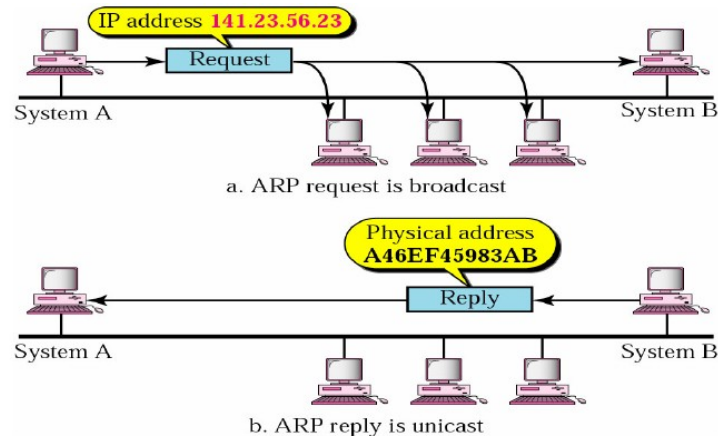 IP address 141.23.56.23
Request
System A
System B
a. ARP request is broadcast
Physical address
A46EF45983AB
Reply
System A
System B
b. ARP reply is unicast